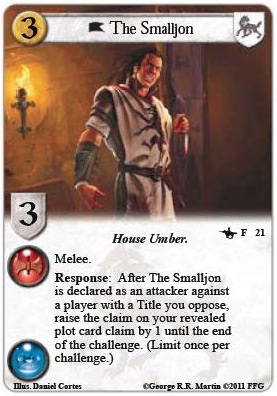 3
The Smalljon
3
House Umber.
F 21
Melee.
Response: After The Smalljon
is declared as an attacker against
a player with a Title you oppose,
raise the claim on your revealed
plot card claim by 1 until the end
of the challenge. (Limit once per
challenge.)
Illus. Daniel Cortes
©George R.R. Martin ©2011 FFG